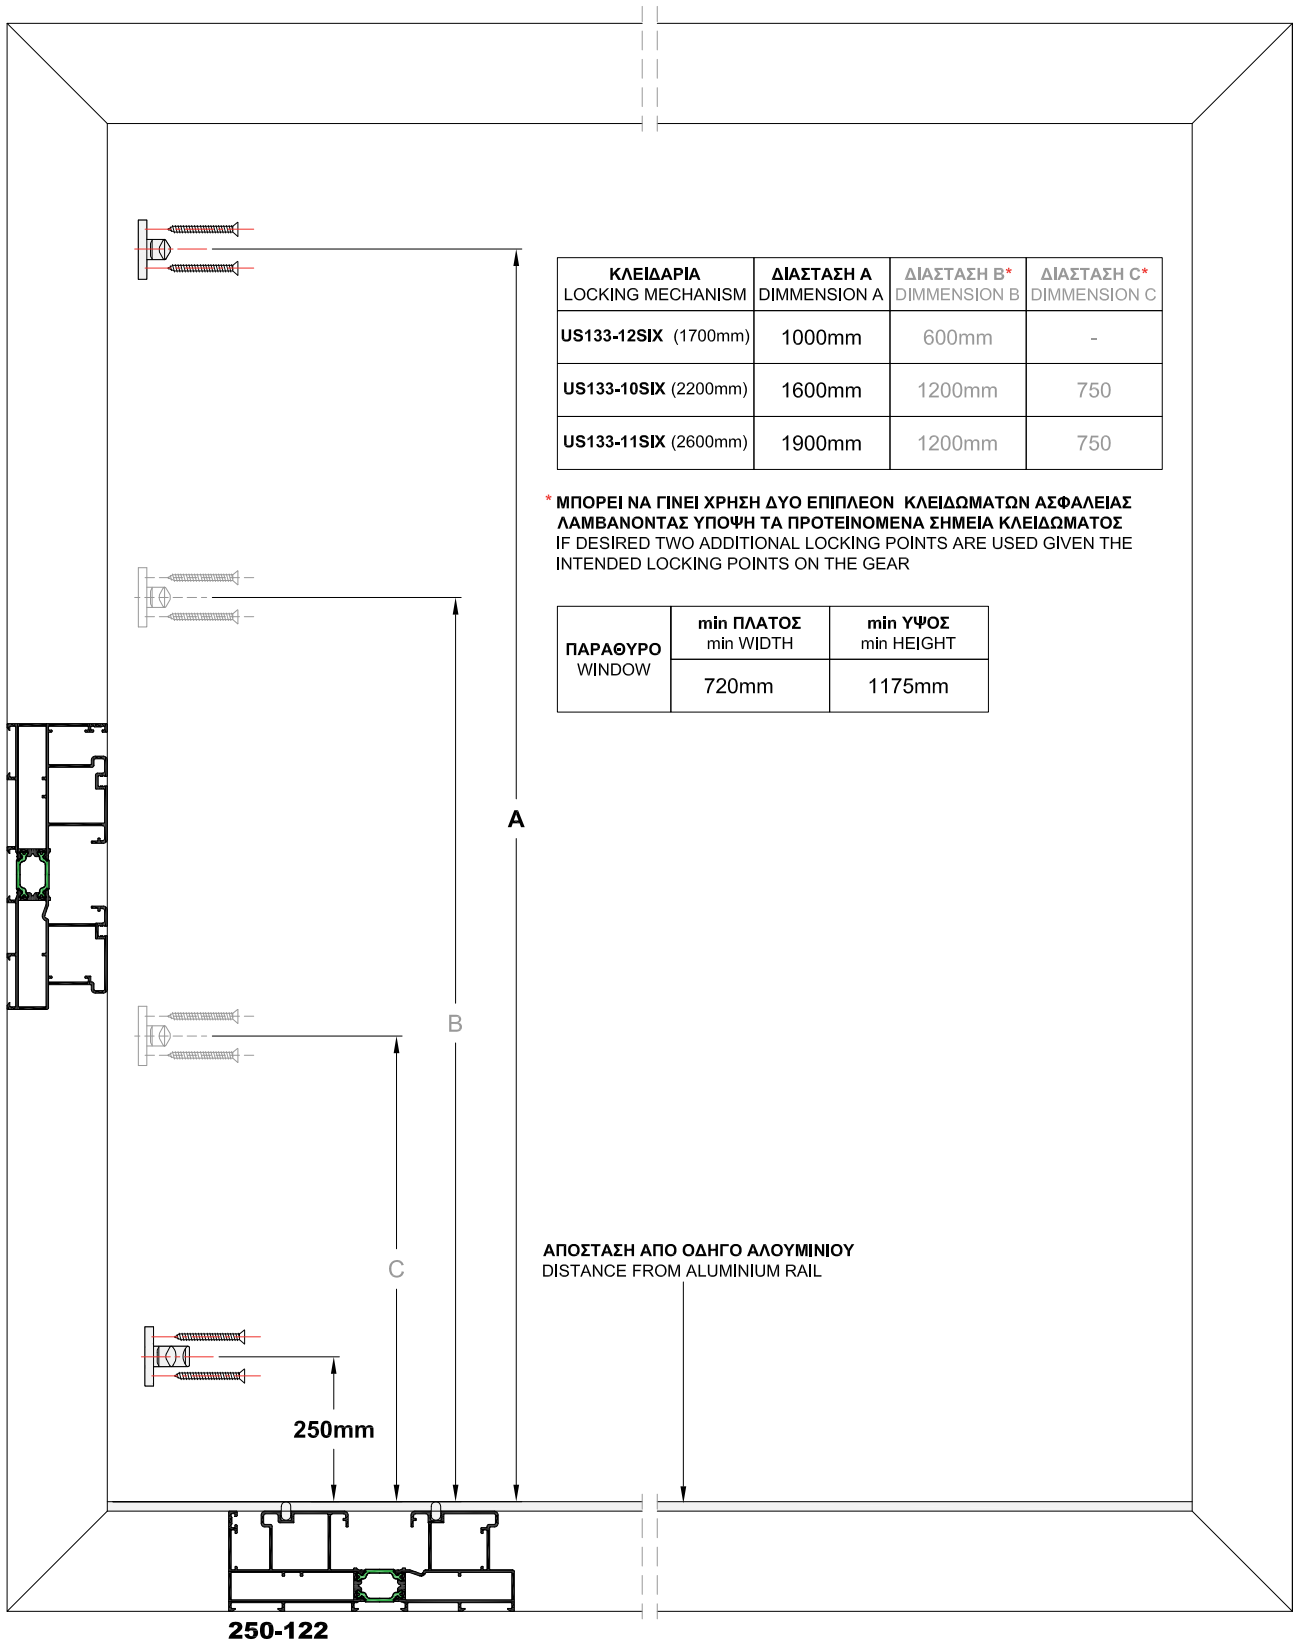 ΚΛΕΙΔΑΡΙΑ
LOCKING MECHANISM
ΔΙΑΣΤΑΣΗ Α
DIMMENSION A
ΔΙΑΣΤΑΣΗ Β*
DIMMENSION B
ΔΙΑΣΤΑΣΗ C*
DIMMENSION C
US133-12SIX (1700mm)
1000mm
600mm
-
US133-10SIX (2200mm)
1600mm
1200mm
750
US133-11SIX (2600mm)
1900mm
1200mm
750
* ΜΠΟΡΕΙ ΝΑ ΓΙΝΕΙ ΧΡΗΣΗ ΔΥΟ ΕΠΙΠΛΕΟΝ ΚΛΕΙΔΩΜΑΤΩΝ ΑΣΦΑΛΕΙΑΣ
ΛΑΜΒΑΝΟΝΤΑΣ ΥΠΟΨΗ ΤΑ ΠΡΟΤΕΙΝΟΜΕΝΑ ΣΗΜΕΙΑ ΚΛΕΙΔΩΜΑΤΟΣ
IF DESIRED TWO ADDITIONAL LOCKING POINTS ARE USED GIVEN THE
INTENDED LOCKING POINTS ON THE GEAR
ΠΑΡΑΘΥΡΟ
WINDOW
min ΠΛΑΤΟΣ
min WIDTH
min ΥΨΟΣ
min HEIGHT
720mm
1175mm
A
B
C
ΑΠΟΣΤΑΣΗ ΑΠΟ ΟΔΗΓΟ ΑΛΟΥΜΙΝΙΟΥ
DISTANCE FROM ALUMINIUM RAIL
250mm
250-122